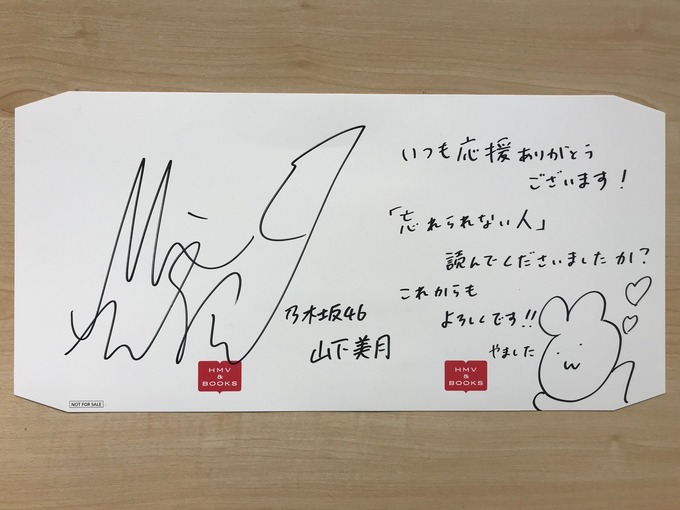 乃木坂46
山下美月
HMV
&
BOOKS
NOT FOR SALE
いつも応援ありがとう
ございます!
「忘れられない人」
読んでくださいましたか?
これからも
よろしくです!!
やました
HMV
&
BOOKS